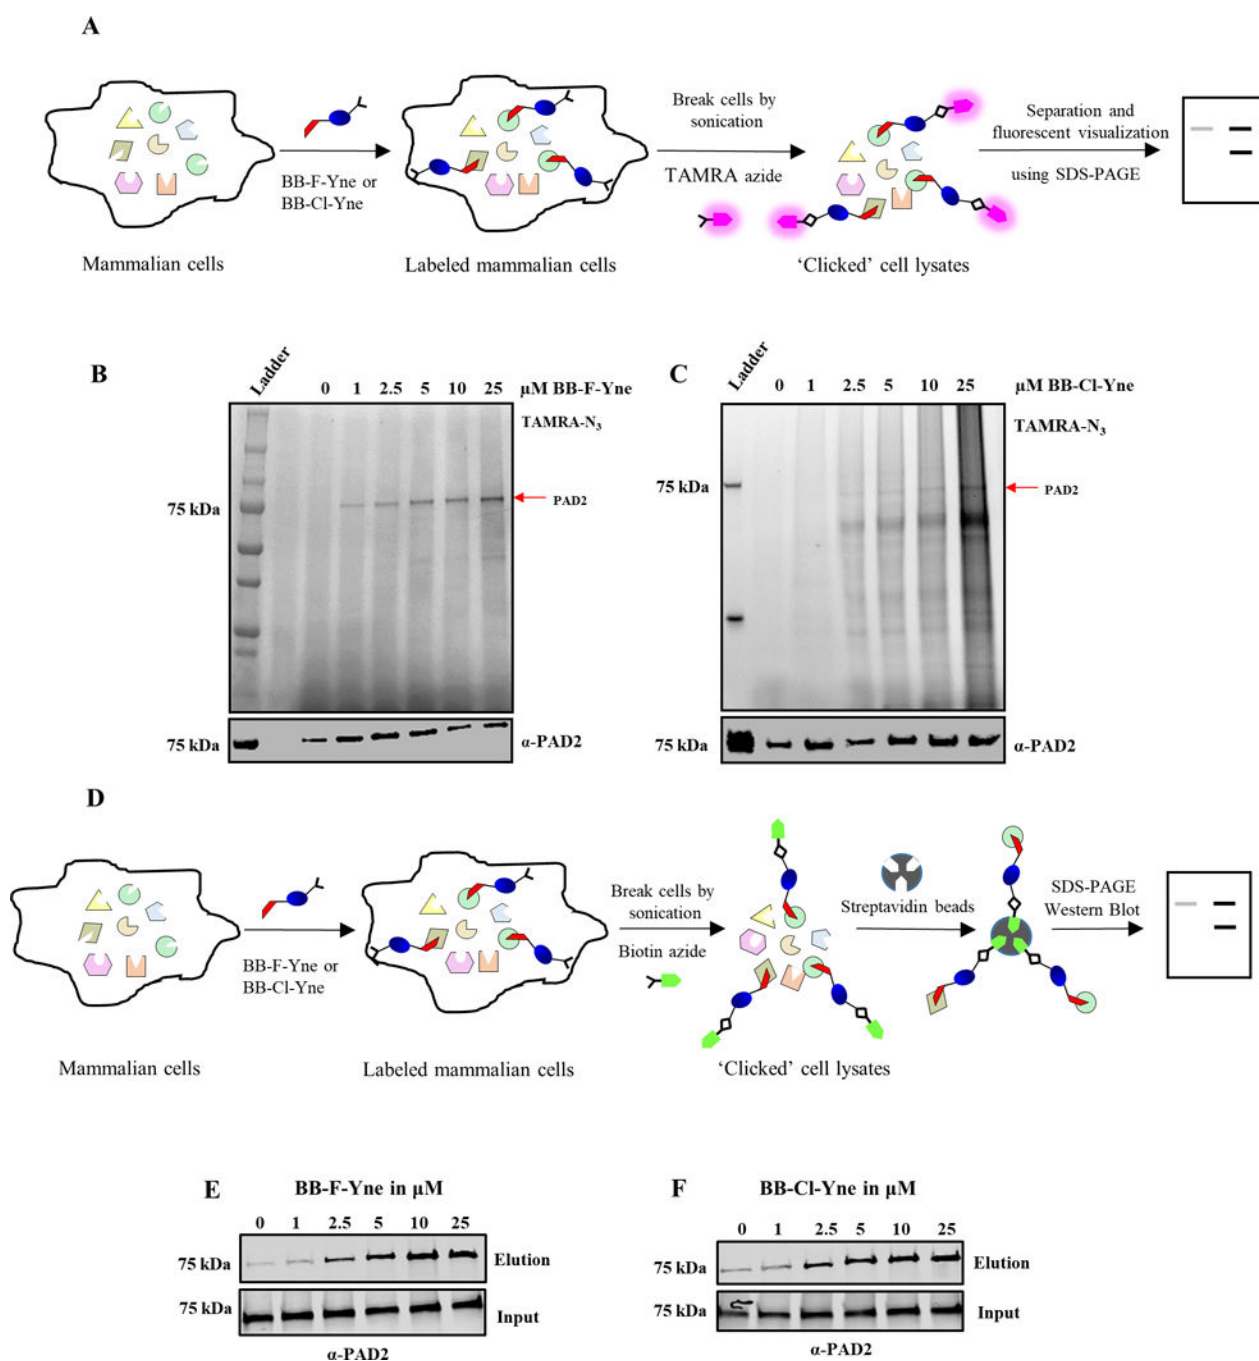 A
BB-F-Yne or
BB-Cl-Yne
Break cells by
sonication
TAMRA azide
Separation and
fluorescent visualization
using SDS-PAGE
Mammalian cells
Labeled mammalian cells
'Clicked' cell lysates
B
Ladder
0 1 2.5 5 10 25 µM BB-F-Yne
TAMRA-N3
75 kDa
PAD2
75 kDa
α-PAD2
C
Ladder
0 1 2.5 5 10 25 µM BB-Cl-Yne
TAMRA-N3
75 kDa
PAD2
75 kDa
α-PAD2
D
BB-F-Yne or
BB-Cl-Yne
Break cells by
sonication
Biotin azide
Streptavidin beads
SDS-PAGE
Western Blot
Mammalian cells
Labeled mammalian cells
'Clicked' cell lysates
E
BB-F-Yne in µM
0 1 2.5 5 10 25
75 kDa
Elution
75 kDa
Input
α-PAD2
F
BB-Cl-Yne in µM
0 1 2.5 5 10 25
75 kDa
Elution
75 kDa
Input
α-PAD2